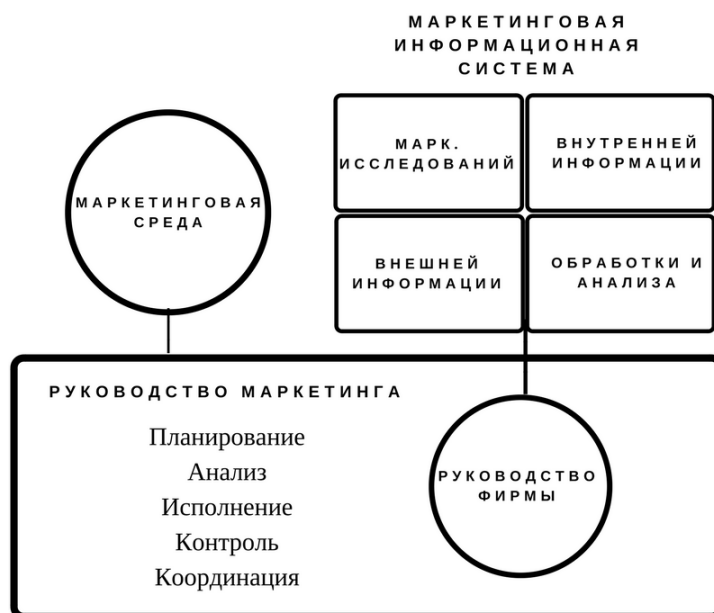 МАРКЕТИНГОВАЯ
ИНФОРМАЦИОННАЯ
СИСТЕМА
МАРК.
ИССЛЕДОВАНИЙ
ВНУТРЕННЕЙ
ИНФОРМАЦИИ
МАРКЕТИНГОВАЯ
СРЕДА
ВНЕШНЕЙ
ИНФОРМАЦИИ
ОБРАБОТКИ И
АНАЛИЗА
РУКОВОДСТВО МАРКЕТИНГА
Планирование
Анализ
Исполнение
Контроль
Координация
РУКОВОДСТВО
ФИРМЫ